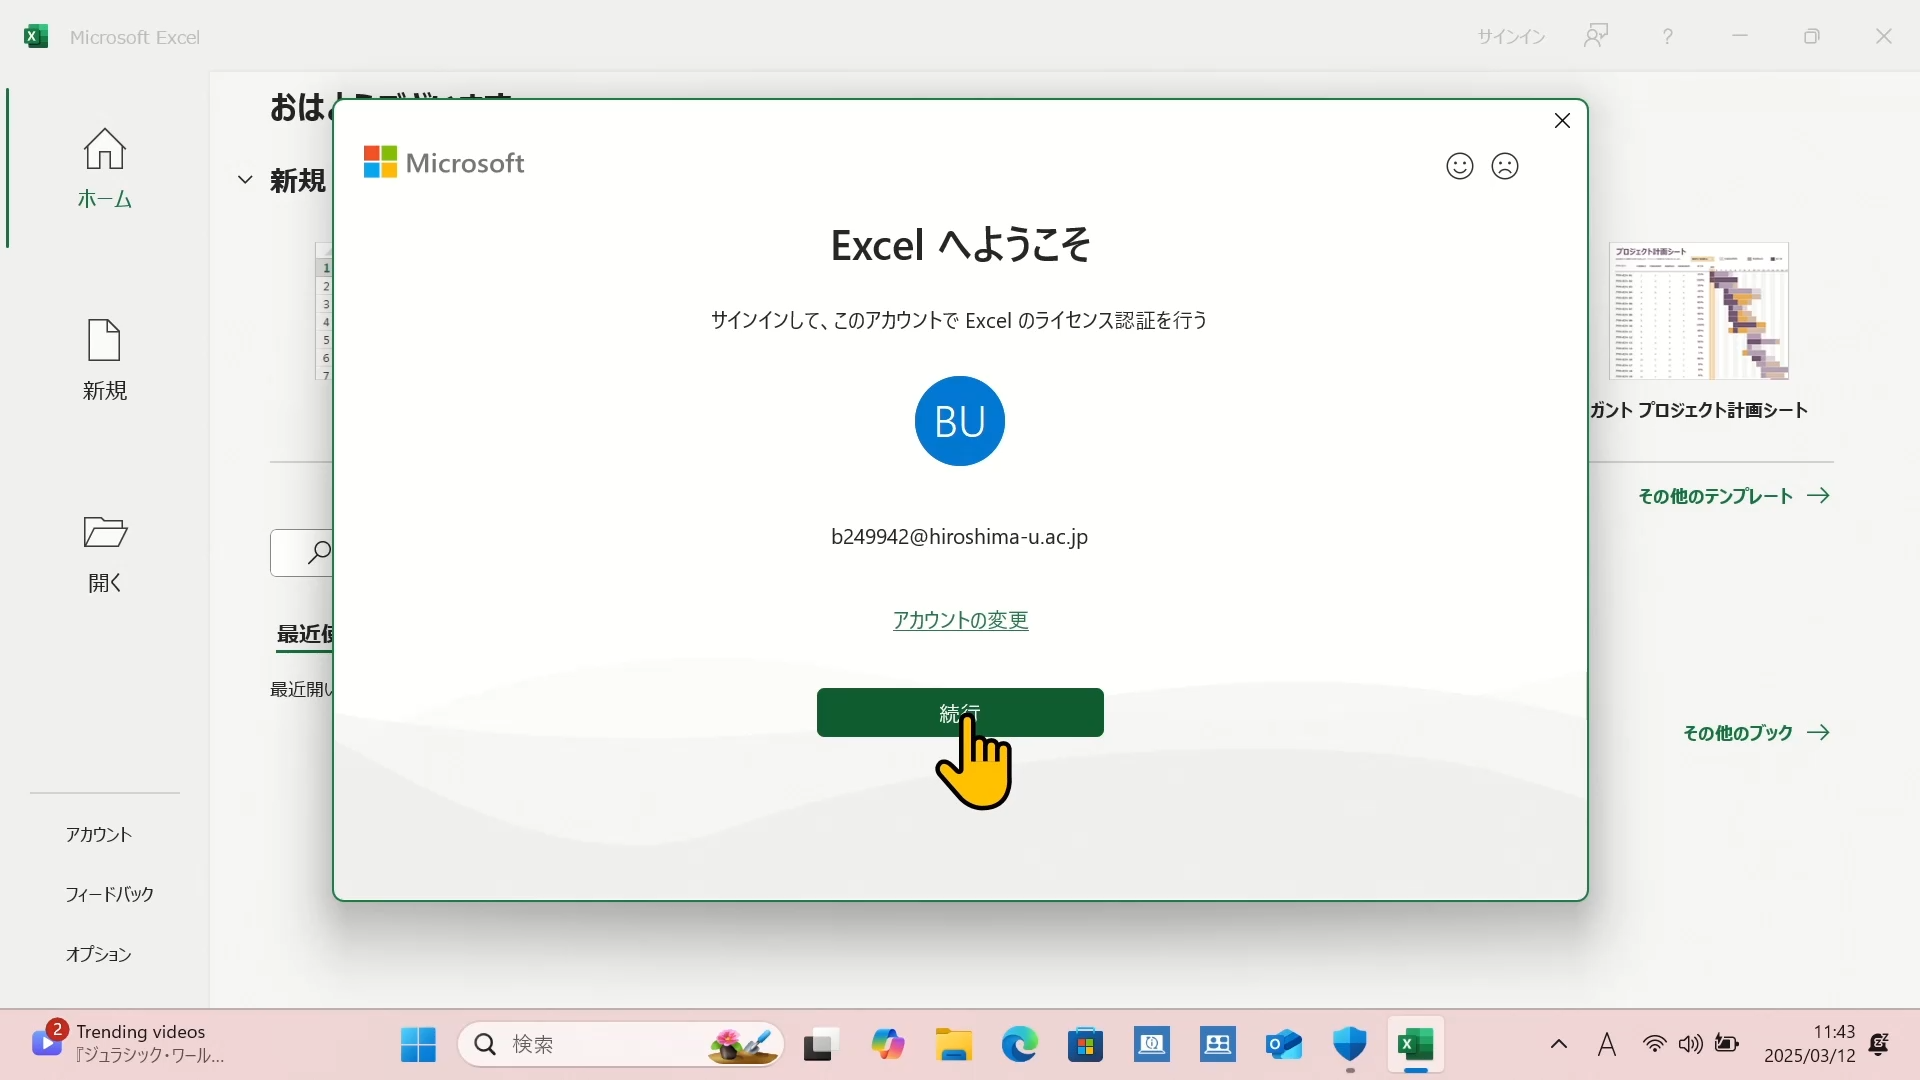 Microsoft Excel
サインイン
ホーム
新規
開く
アカウント
フィードバック
オプション
新規
1
2
3
4
5
6
7
最近
最近開
Microsoft
Excel へようこそ
サインインして、このアカウントで Excel のライセンス認証を行う
BU
b249942@hiroshima-u.ac.jp
アカウントの変更
続行
プロジェクト計画シート
ガント プロジェクト計画シート
その他のテンプレート
その他のブック
2
Trending videos
『ジュラシック・ワール...
検索
A
11:43
2025/03/12